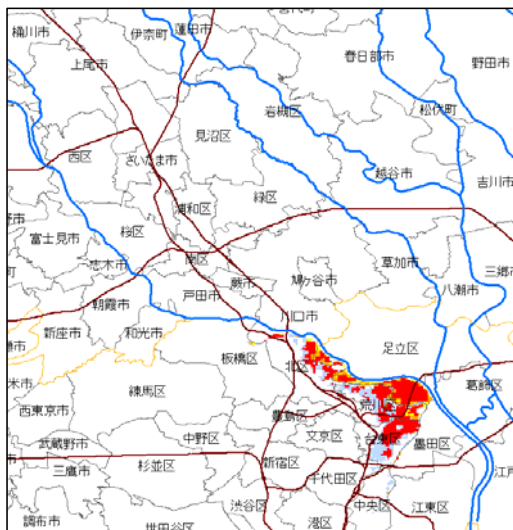 宮代町
桶川市
伊奈町
蓮田市
春日部市
野田市
上尾市
岩槻区
松伏町
見沼区
西区
さいたま市
越谷市
吉川市
緑区
浦和区
桜区
富士見市
志木市
南区
草加市
三郷市
蕨市
鳩ヶ谷市
八潮市
戸田市
朝霞市
川口市
新座市
和光市
足立区
板橋区
北区
葛飾区
練馬区
荒川区
西東京市
豊島区
文京区
台東区
墨田区
武蔵野市
中野区
杉並区
新宿区
三鷹市
千代田区
渋谷区
中央区
江東区
調布市
世田谷区
港区